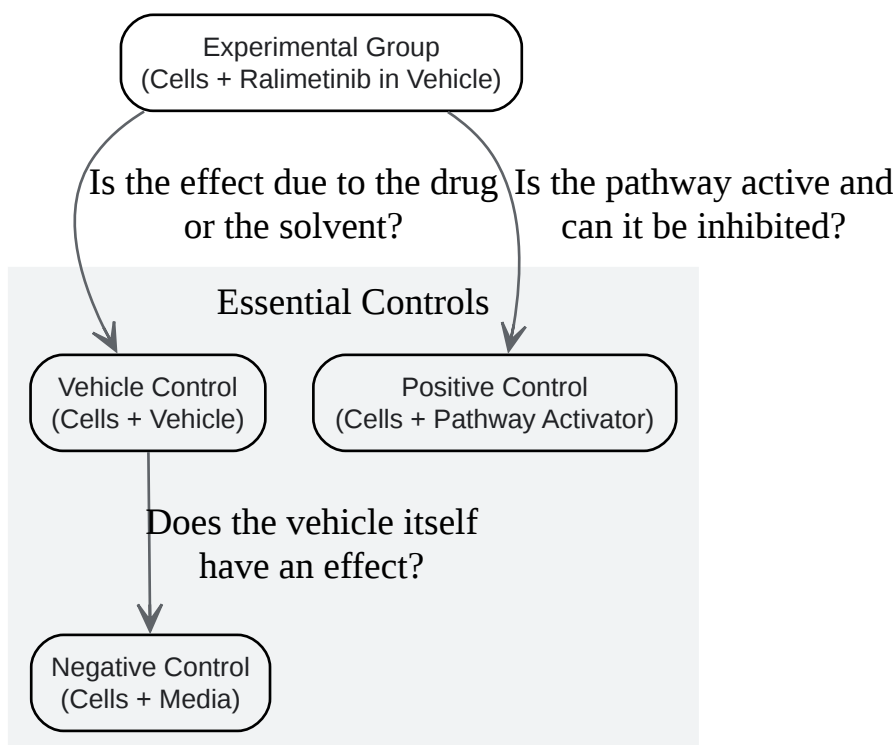 Experimental Group
(Cells + Ralimetinib in Vehicle)
Is the effect due to the drug
or the solvent?
Is the pathway active and
can it be inhibited?
Essential Controls
Vehicle Control
(Cells + Vehicle)
Positive Control
(Cells + Pathway Activator)
Does the vehicle itself
have an effect?
Negative Control
(Cells + Media)